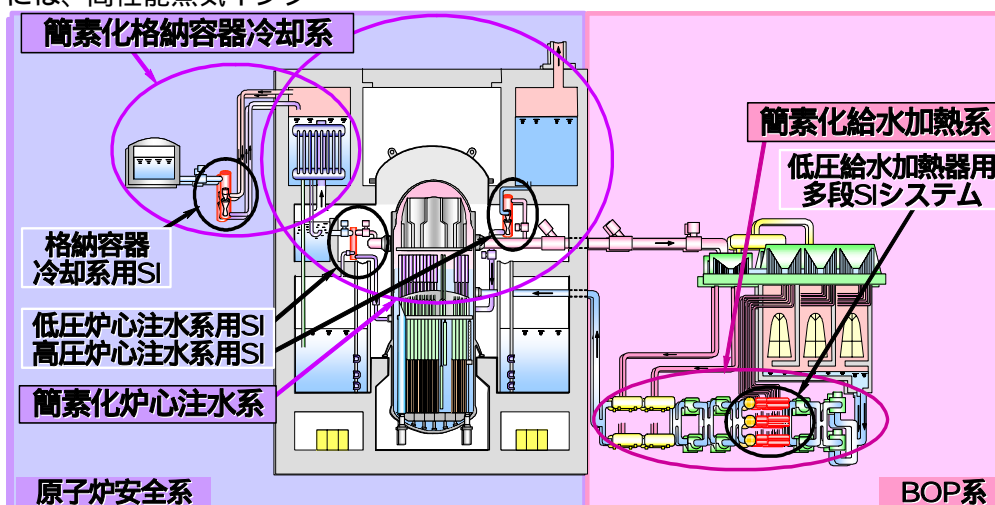 簡素化格納容器冷却系
簡素化給水加熱系
低圧給水加熱器用
多段SIシステム
格納容器
冷却系用SI
低圧炉心注水系用SI
高圧炉心注水系用SI
簡素化炉心注水系
原子炉安全系
BOP系